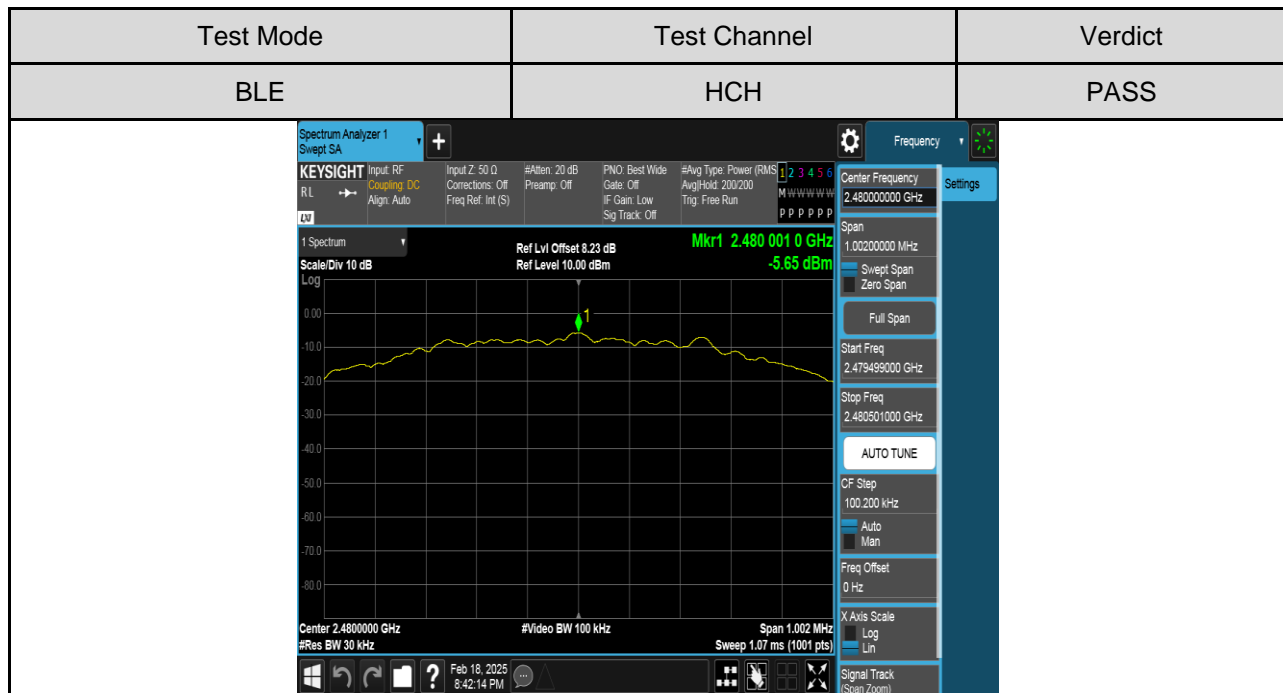 Test Mode Test Channel Verdict
BLE HCH PASS
Spectrum Analyzer 1
Swept SA
+
Frequency
Settings
KEYSIGHT
RL
LXI
Input: RF
Coupling: DC
Align: Auto
Input Z: 50 Ω
Corrections: Off
Freq Ref: Int (S)
#Atten: 20 dB
Preamp: Off
PNO: Best Wide
Gate: Off
IF Gain: Low
Sig Track: Off
#Avg Type: Power (RMS
Avg|Hold: 200/200
Trig: Free Run
1 2 3 4 5 6
M W W W W W
P P P P P P
1 Spectrum
Scale/Div 10 dB
Log
Ref Lvl Offset 8.23 dB
Ref Level 10.00 dBm
Mkr1 2.480 001 0 GHz
-5.65 dBm
1
0.00
-10.0
-20.0
-30.0
-40.0
-50.0
-60.0
-70.0
-80.0
Center 2.4800000 GHz
#Res BW 30 kHz
#Video BW 100 kHz
Span 1.002 MHz
Sweep 1.07 ms (1001 pts)
Center Frequency
2.480000000 GHz
Span
1.00200000 MHz
Swept Span
Zero Span
Full Span
Start Freq
2.479499000 GHz
Stop Freq
2.480501000 GHz
AUTO TUNE
CF Step
100.200 kHz
Auto
Man
Freq Offset
0 Hz
X Axis Scale
Log
Lin
Signal Track
(Span Zoom)
?
Feb 18, 2025
8:42:14 PM